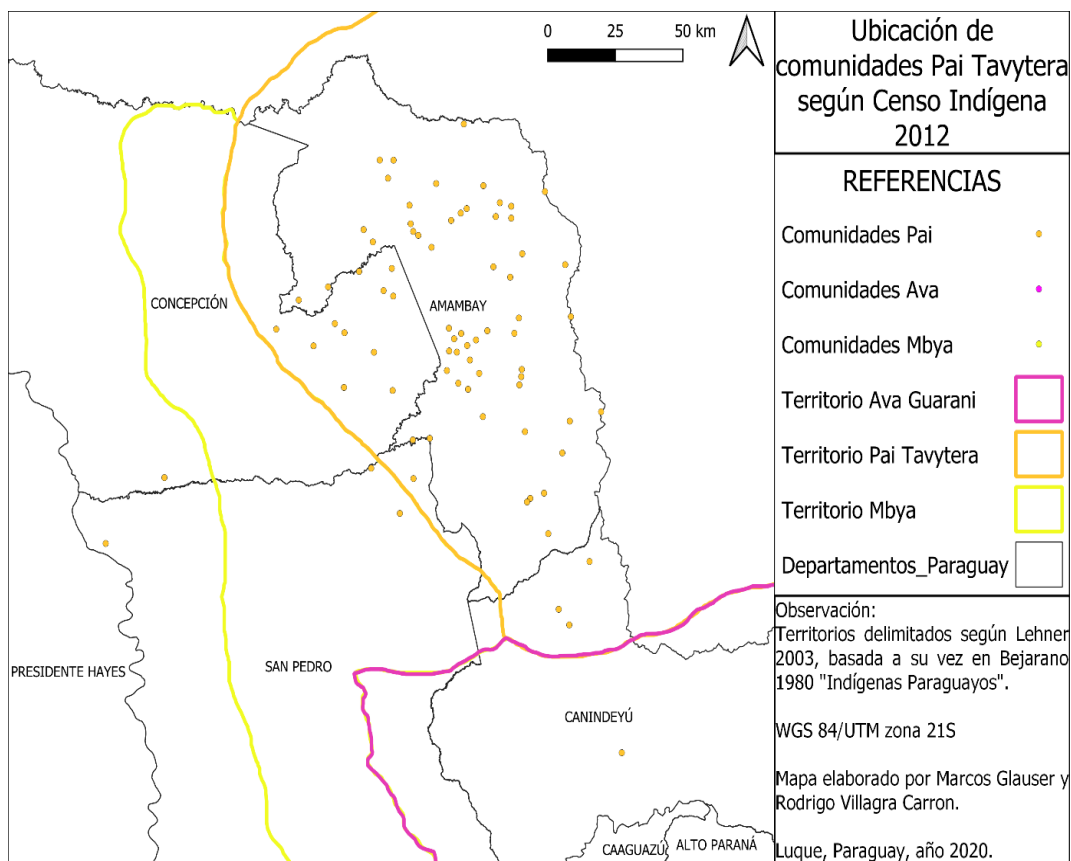 0 25 50 km
CONCEPCIÓN
AMAMBAY
PRESIDENTE HAYES
SAN PEDRO
CANINDEYÚ
CAAGUAZÚ
ALTO PARANÁ
Ubicación de
comunidades Pai Tavytera
según Censo Indígena
2012
REFERENCIAS
Comunidades Pai
Comunidades Ava
Comunidades Mbya
Territorio Ava Guarani
Territorio Pai Tavytera
Territorio Mbya
Departamentos_Paraguay
Observación:
Territorios delimitados según Lehner
2003, basada a su vez en Bejarano
1980 "Indígenas Paraguayos".
WGS 84/UTM zona 21S
Mapa elaborado por Marcos Glauser y
Rodrigo Villagra Carron.
Luque, Paraguay, año 2020.